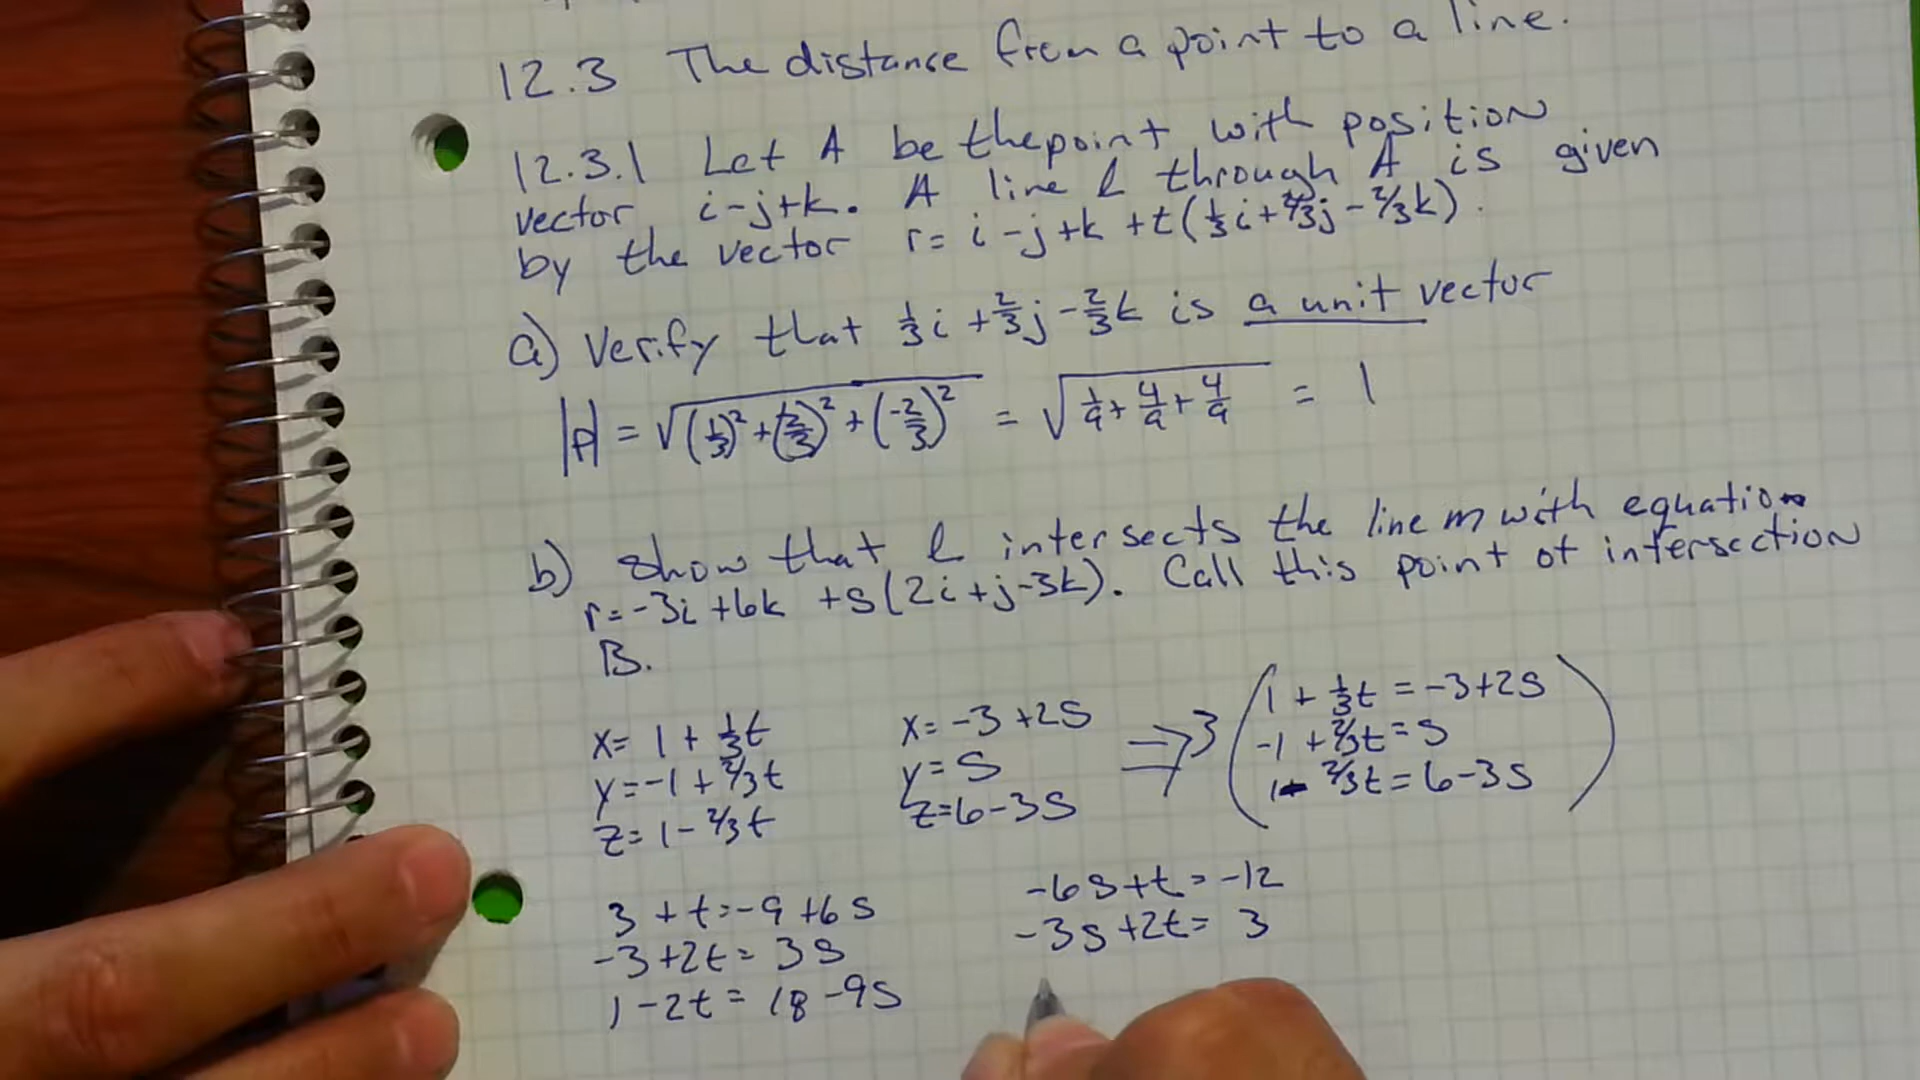 12.3 The distance from a point to a line.
12.3.1 Let A be the point with position
vector i-j+k. A line l through A is given
by the vector r= i-j+k +t(1/3i+2/3j-2/3k).
a) Verify that 1/3i+2/3j-2/3k is a unit vector
|A| = √(1/3)²+(2/3)²+(-2/3)² = √1/9+4/9+4/9 = 1
b) show that l intersects the line m with equation
r=-3i+6k +s(2i+j-3k). Call this point of intersection
B.
x= 1 + 1/3t x= -3+2s ⇒ 3 (1 + 1/3t = -3+2s
y=-1+2/3t y= s -1 + 2/3t = s
z= 1-2/3t z=6-3s 1- 2/3t = 6-3s)
3 +t=-9+6s -6s+t=-12
-3+2t= 3s -3s+2t= 3
1-2t= 18-9s